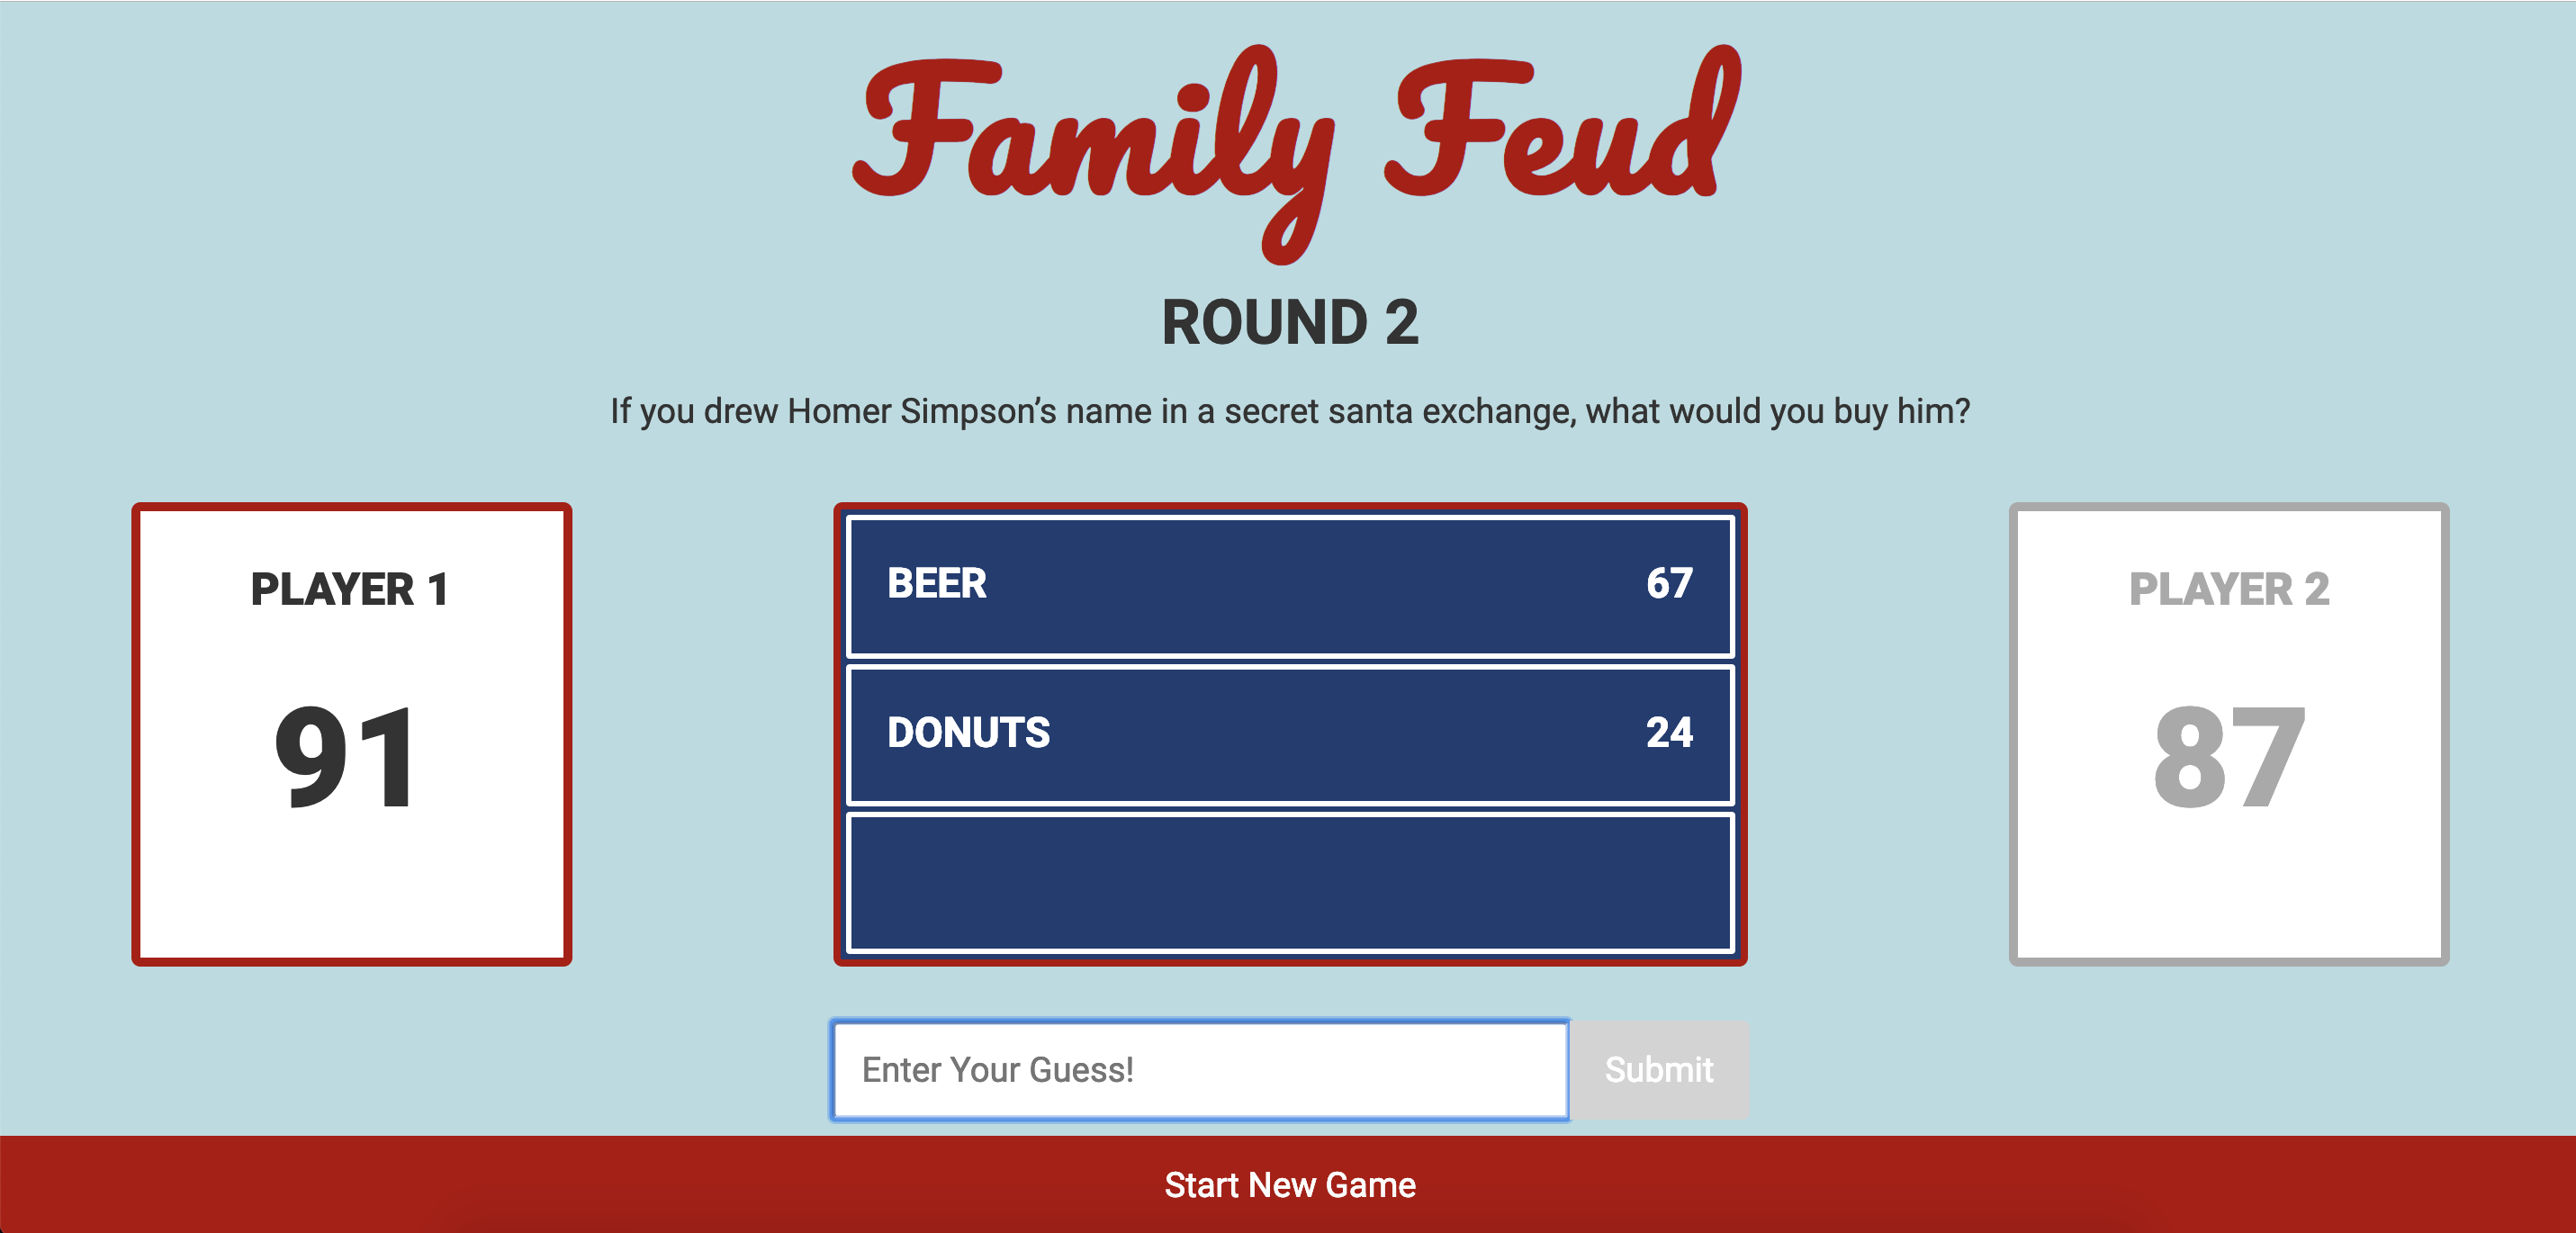 Family Feud
ROUND 2
If you drew Homer Simpson’s name in a secret santa exchange, what would you buy him?
PLAYER 1
91
BEER 67
DONUTS 24
PLAYER 2
87
Enter Your Guess!
Submit
Start New Game